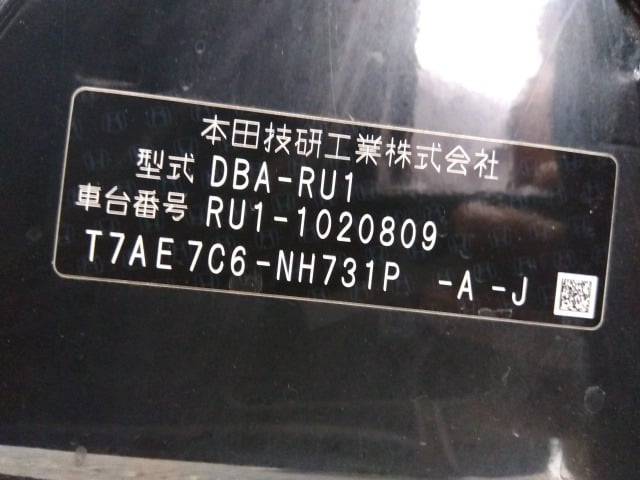 本田技研工業株式会社
型式 DBA-RU1
車台番号 RU1-1020809
T7AE 7C6-NH731P -A -J